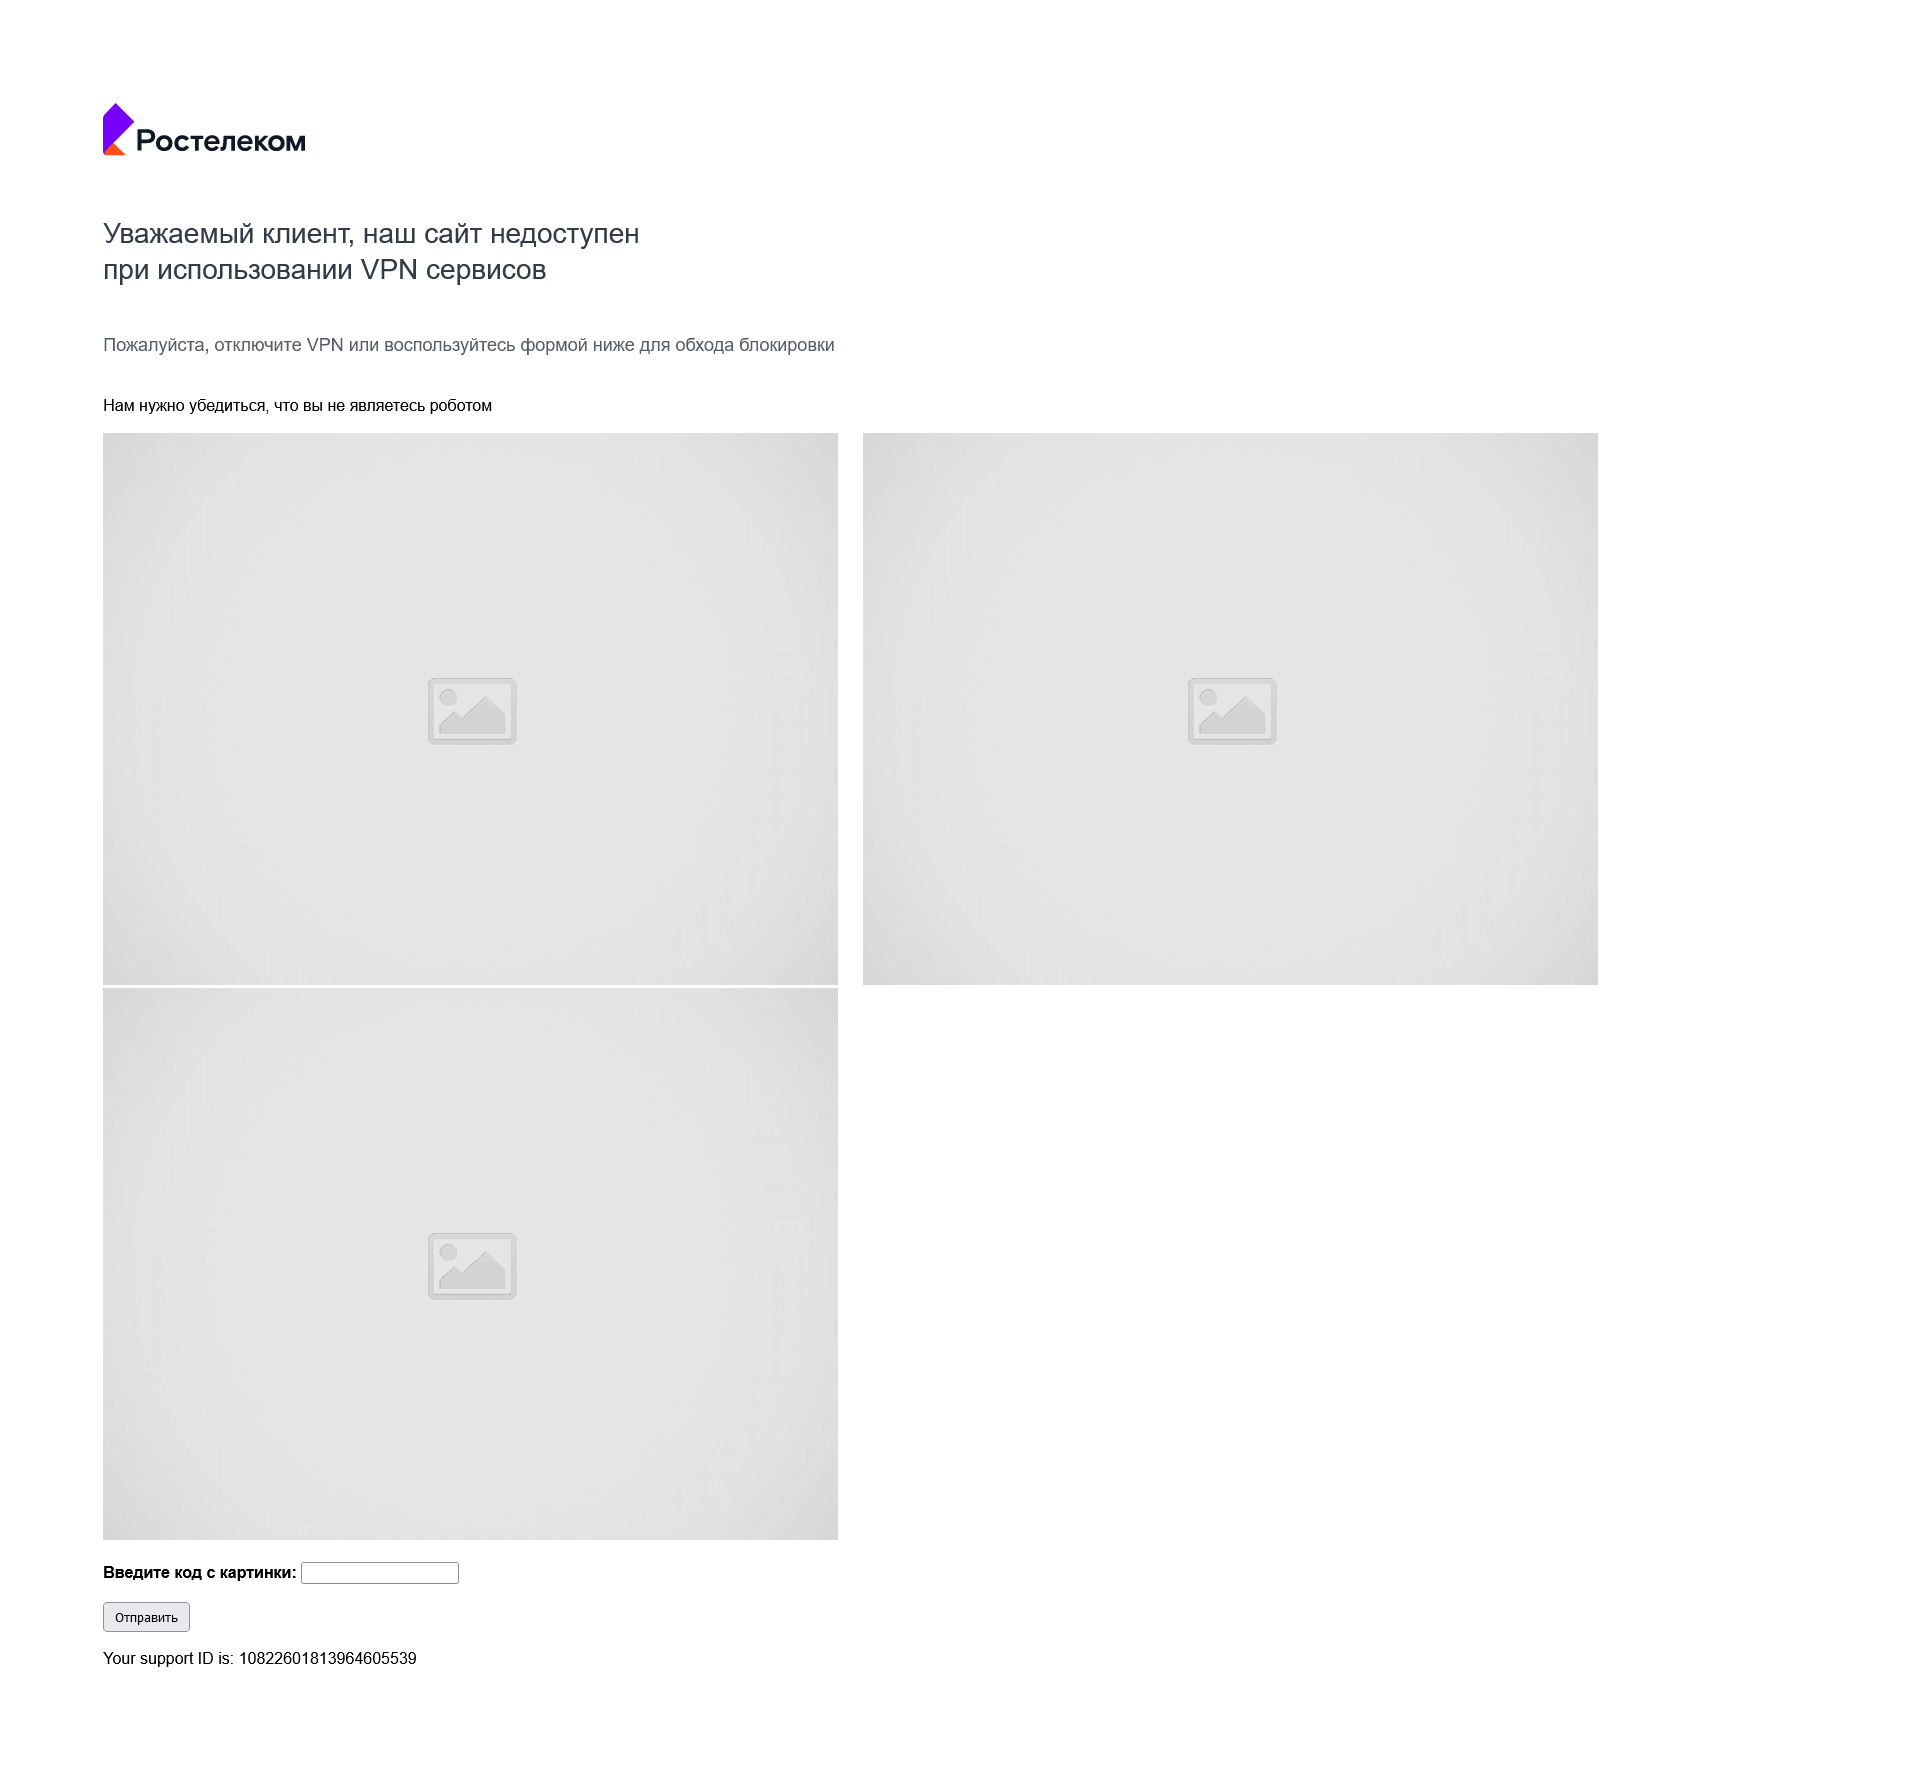 Ростелеком
Уважаемый клиент, наш сайт недоступен
при использовании VPN сервисов
Пожалуйста, отключите VPN или воспользуйтесь формой ниже для обхода блокировки
Нам нужно убедиться, что вы не являетесь роботом
Введите код с картинки:
Отправить
Your support ID is: 10822601813964605539